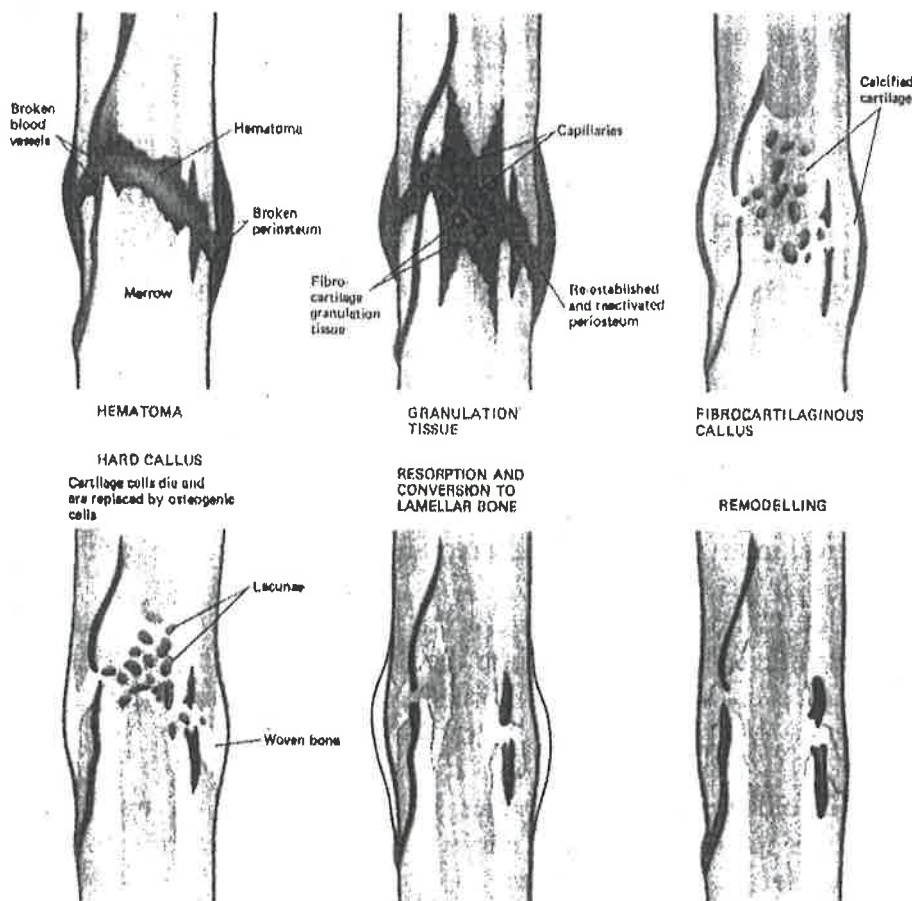 Broken
blood
vessels
Hematoma
Broken
periosteum
Marrow
HEMATOMA
Capillaries
Fibro-
cartilage
granulation
tissue
Re-established
and reactivated
periosteum
GRANULATION
TISSUE
Calcified
cartilage
FIBROCARTILAGINOUS
CALLUS
HARD CALLUS
Cartilage cells die and
are replaced by osteogenic
cells
Lacunae
Woven bone
RESORPTION AND
CONVERSION TO
LAMELLAR BONE
REMODELLING